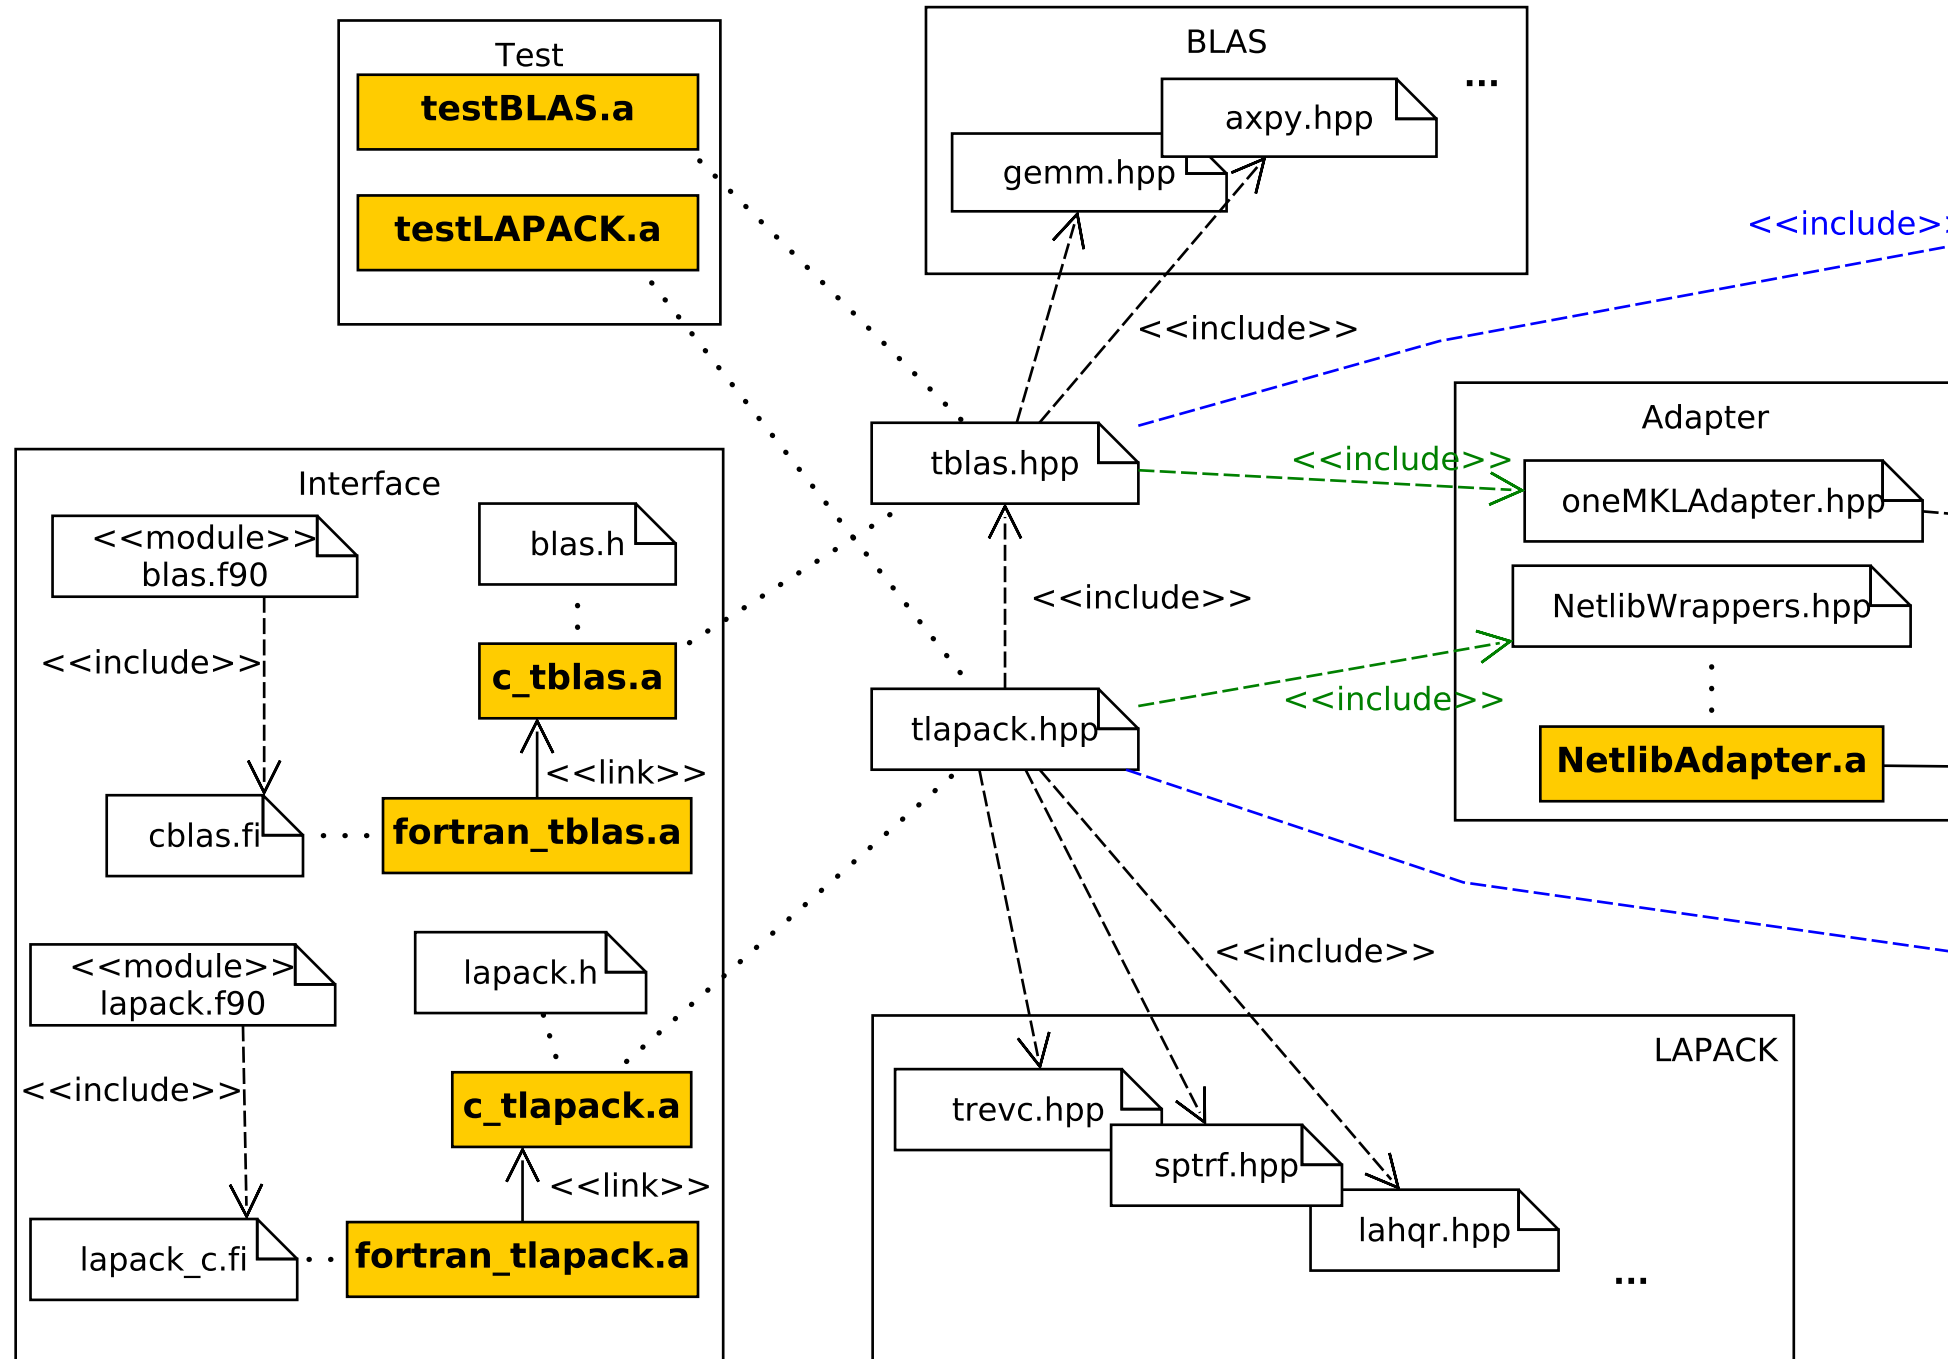 Test
testBLAS.a
testLAPACK.a
BLAS
...
axpy.hpp
gemm.hpp
<<include>>
<<include>>
tblas.hpp
<<include>>
Adapter
oneMKLAdapter.hpp
NetlibWrappers.hpp
<<include>>
NetlibAdapter.a
<<include>>
tlapack.hpp
Interface
<<module>>
blas.f90
blas.h
<<include>>
c_tblas.a
<<link>>
cblas.fi
fortran_tblas.a
<<module>>
lapack.f90
lapack.h
<<include>>
c_tlapack.a
<<link>>
lapack_c.fi
fortran_tlapack.a
<<include>>
LAPACK
trevc.hpp
sptrf.hpp
lahqr.hpp
...